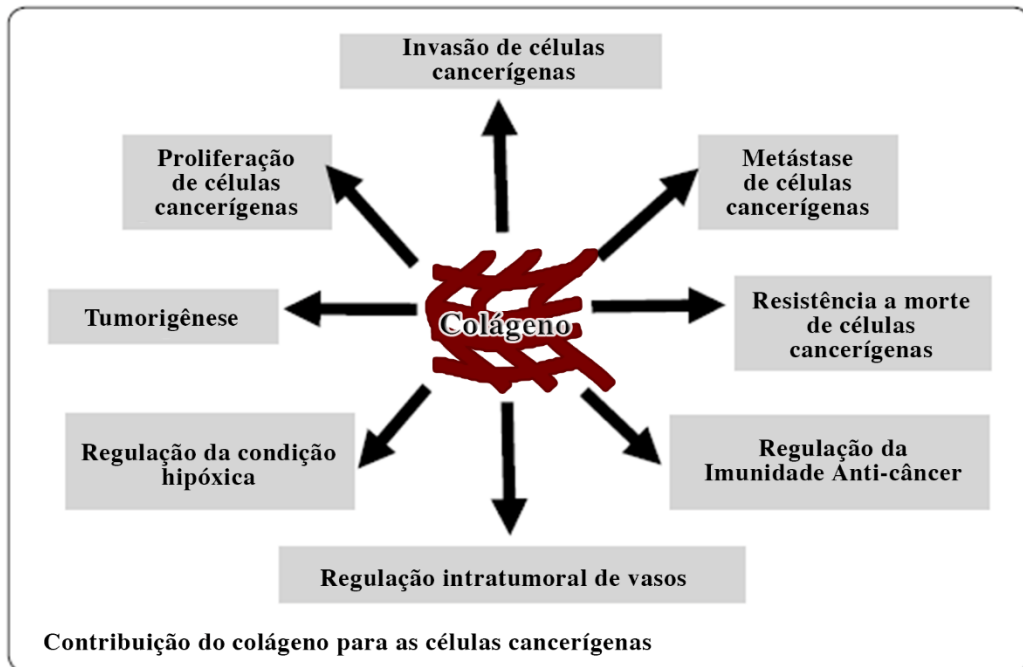 Invasão de células
cancerígenas
Proliferação
de células
cancerígenas
Metástase
de células
cancerígenas
Tumorigênese
Colágeno
Resistência a morte
de células
cancerígenas
Regulação da condição
hipóxica
Regulação da
Imunidade Anti-câncer
Regulação intratumoral de vasos
Contribuição do colágeno para as células cancerígenas